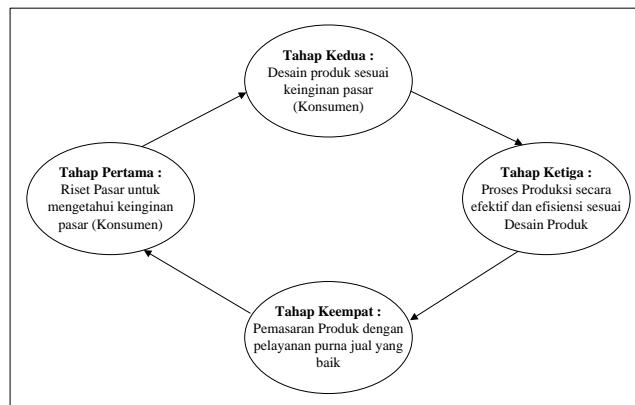 Tahap Kedua :
Desain produk sesuai
keinginan pasar
(Konsumen)
Tahap Pertama :
Riset Pasar untuk
mengetahui keinginan
pasar (Konsumen)
Tahap Ketiga :
Proses Produksi secara
efektif dan efisiensi sesuai
Desain Produk
Tahap Keempat :
Pemasaran Produk dengan
pelayanan purna jual yang
baik